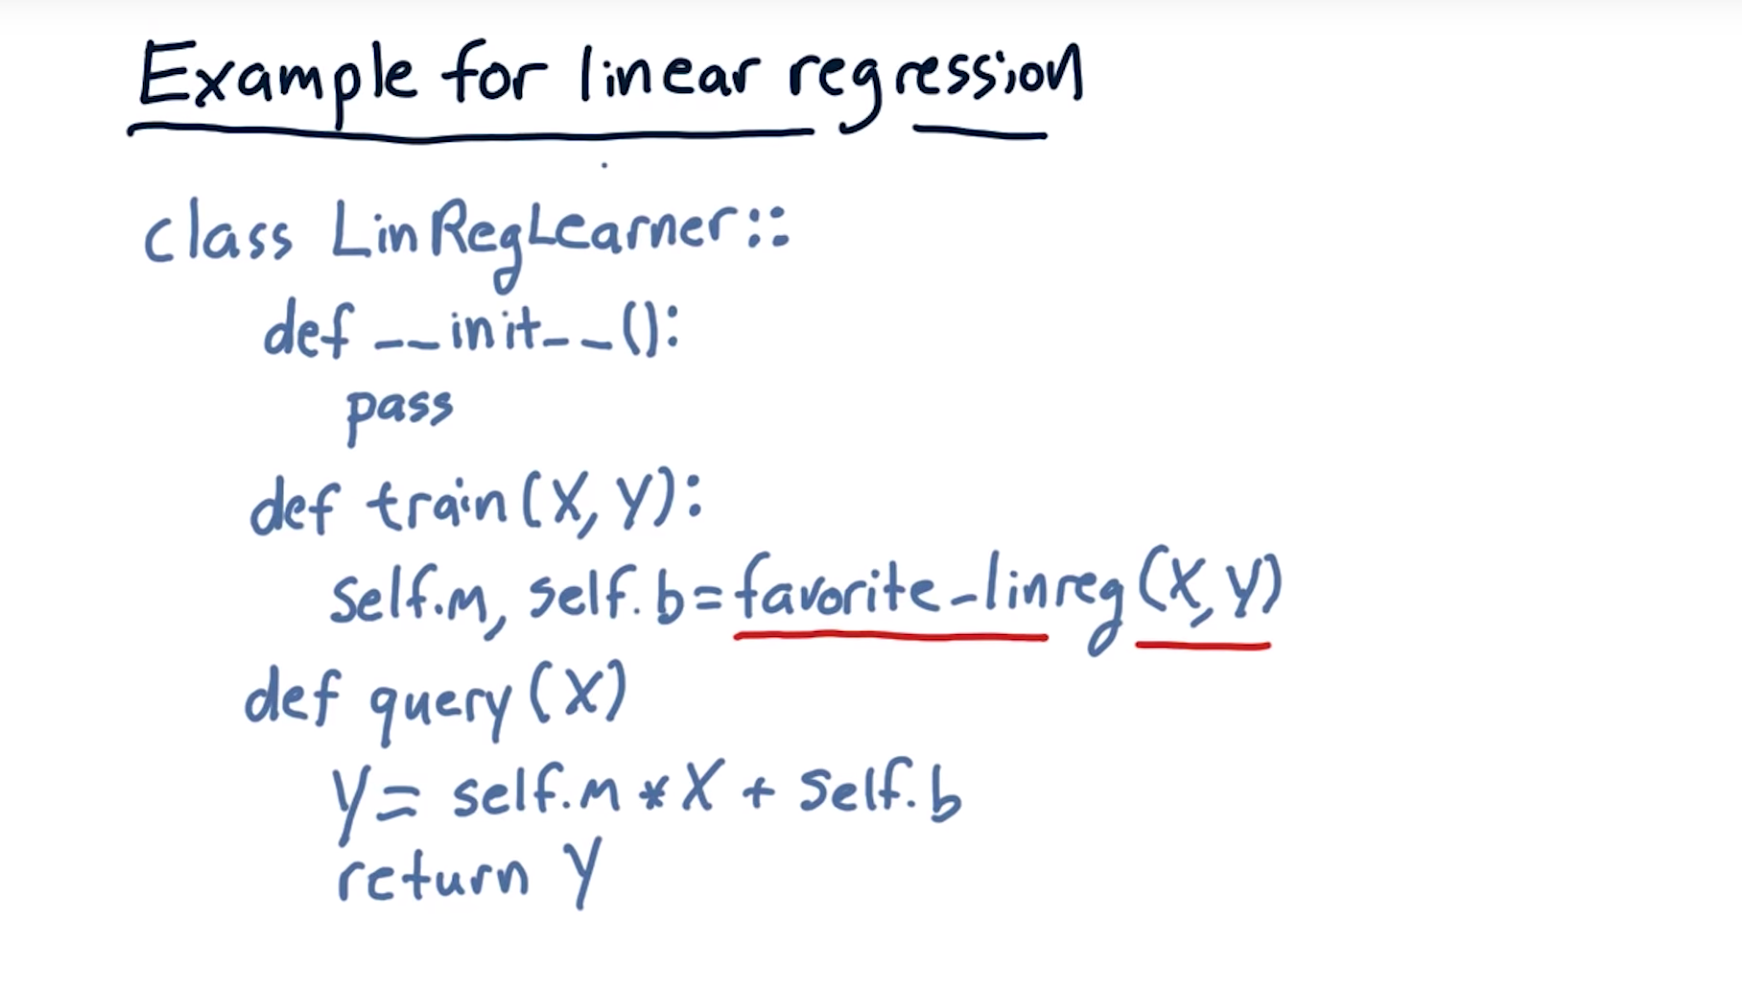 Example for linear regression
class LinRegLearner::
def __init__():
pass
def train(X, Y):
self.m, self.b = favorite_linreg(X, Y)
def query(X)
Y = self.m * X + self.b
return Y